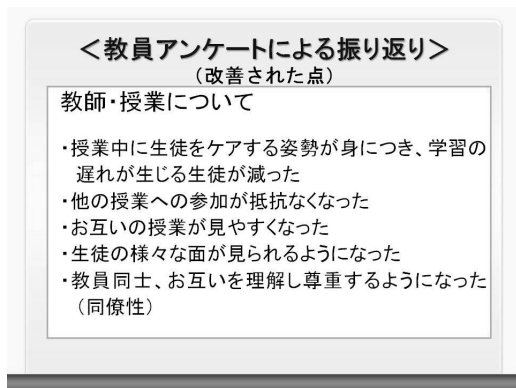 ＜教員アンケートによる振り返り＞
（改善された点）
教師･授業について
･授業中に生徒をケアする姿勢が身につき、学習の
遅れが生じる生徒が減った
･他の授業への参加が抵抗なくなった
･お互いの授業が見やすくなった
･生徒の様々な面が見られるようになった
･教員同士、お互いを理解し尊重するようになった
（同僚性）